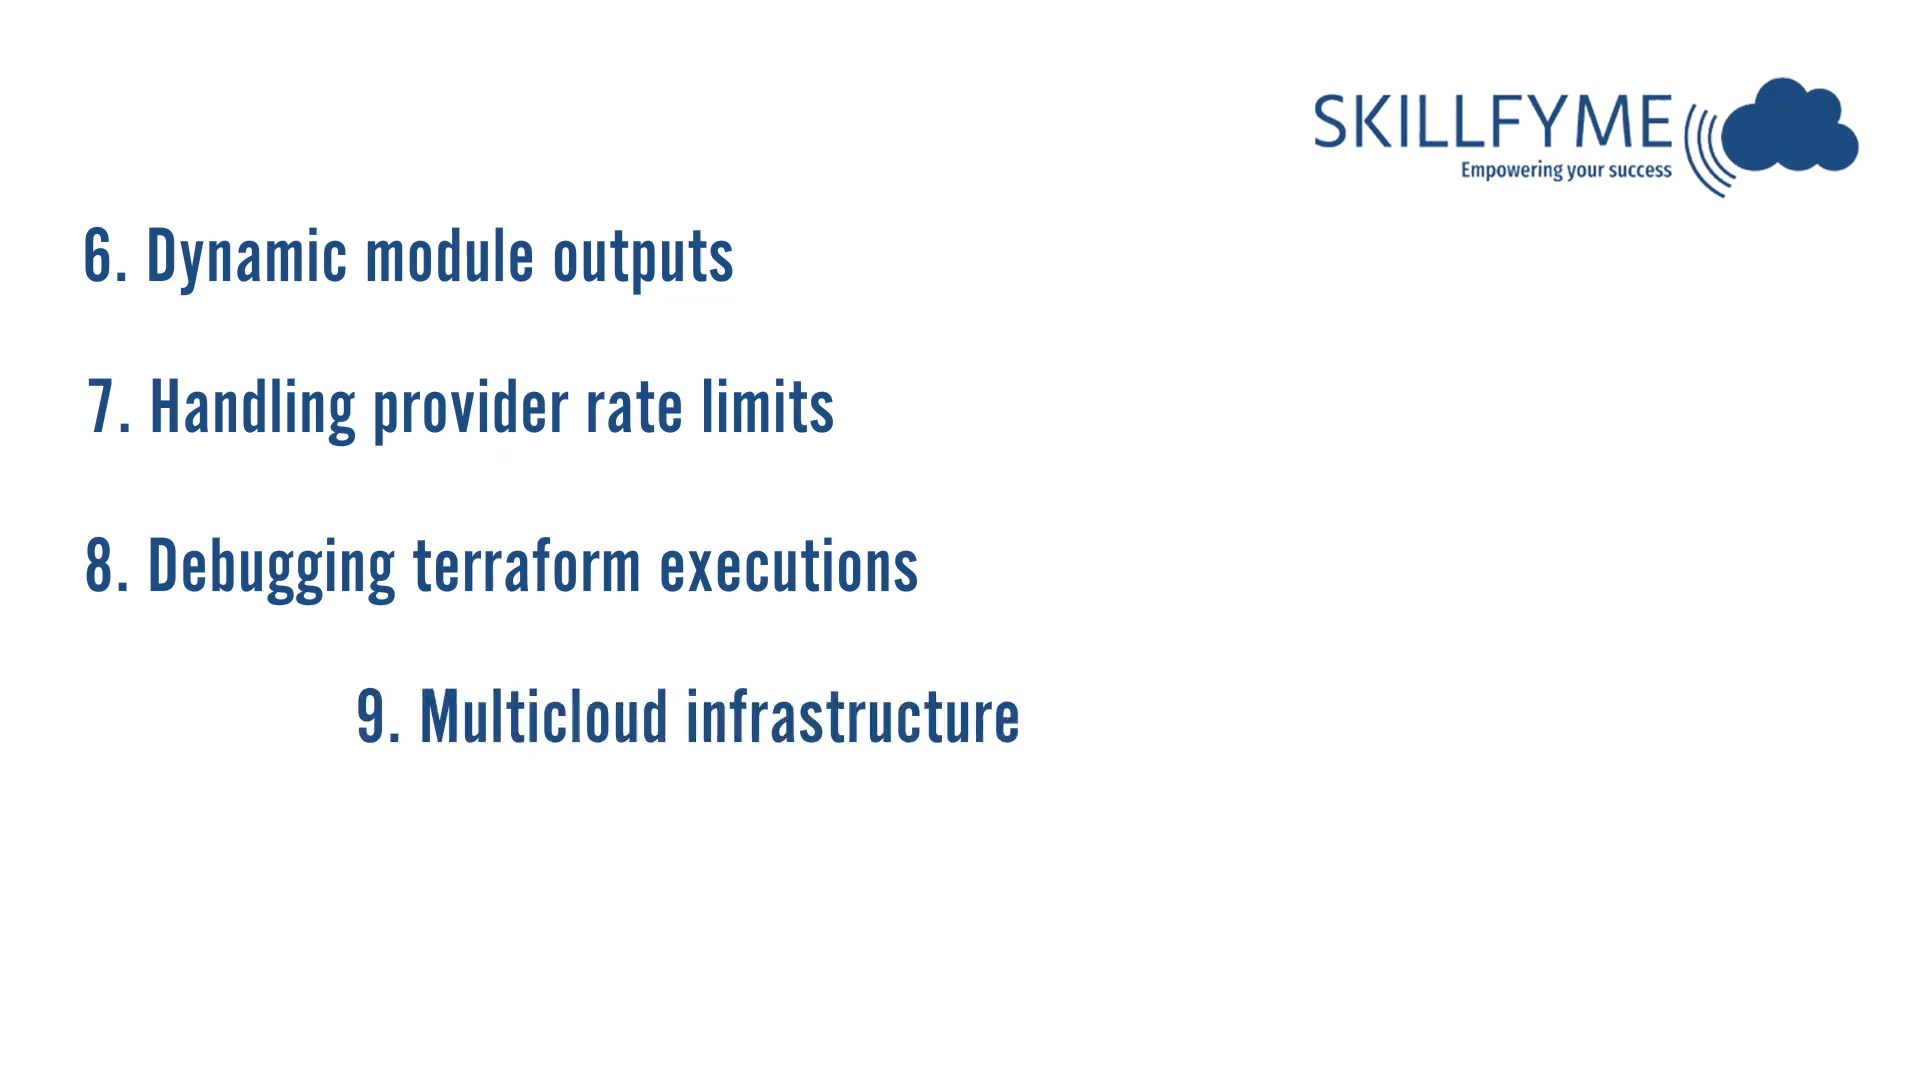 SKILLFYME
Empowering your success
6. Dynamic module outputs
7. Handling provider rate limits
8. Debugging terraform executions
9. Multicloud infrastructure